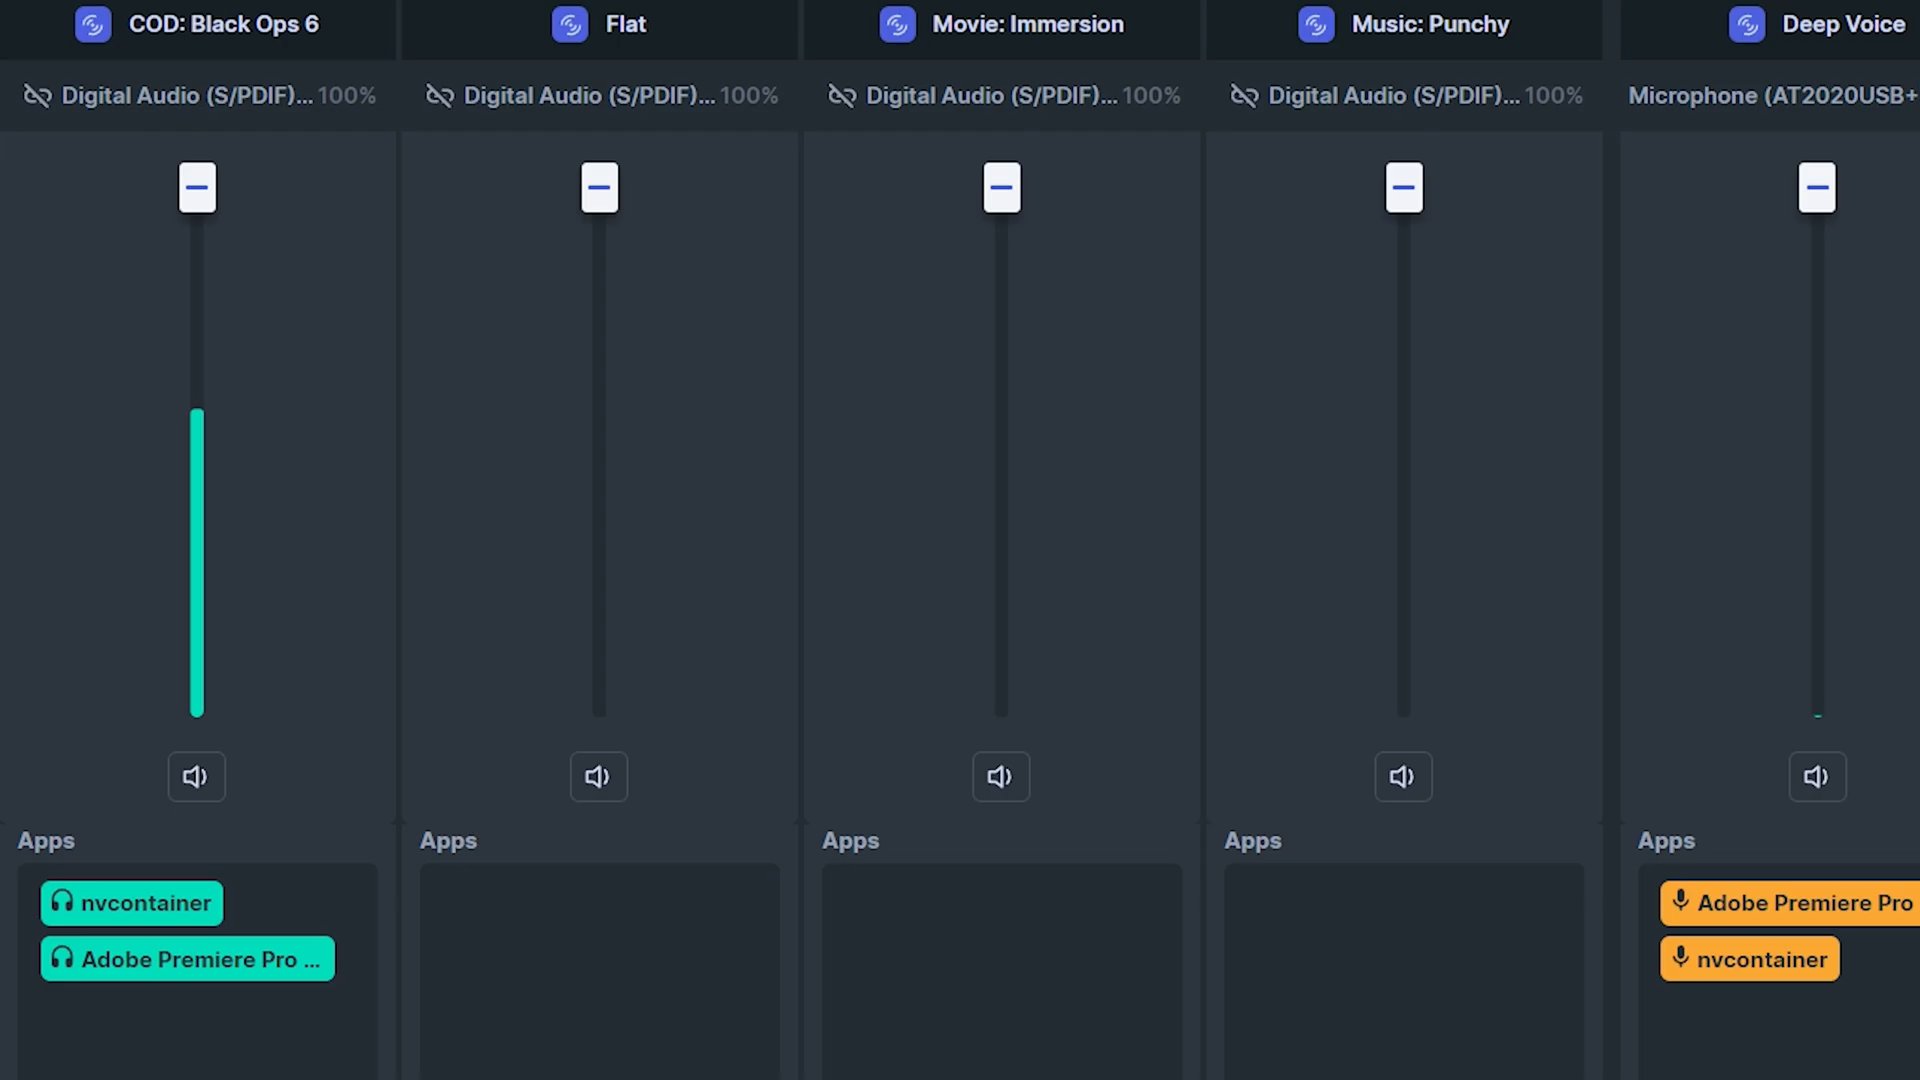 COD: Black Ops 6
Flat
Movie: Immersion
Music: Punchy
Deep Voice
Digital Audio (S/PDIF)... 100%
Digital Audio (S/PDIF)... 100%
Digital Audio (S/PDIF)... 100%
Digital Audio (S/PDIF)... 100%
Microphone (AT2020USB+
Apps
Apps
Apps
Apps
Apps
nvcontainer
Adobe Premiere Pro ...
Adobe Premiere Pro
nvcontainer